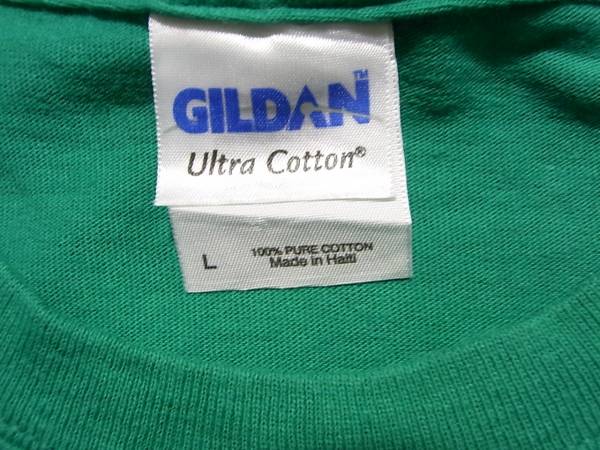 GILDAN™
Ultra Cotton®
L
100% PURE COTTON
Made in Haiti